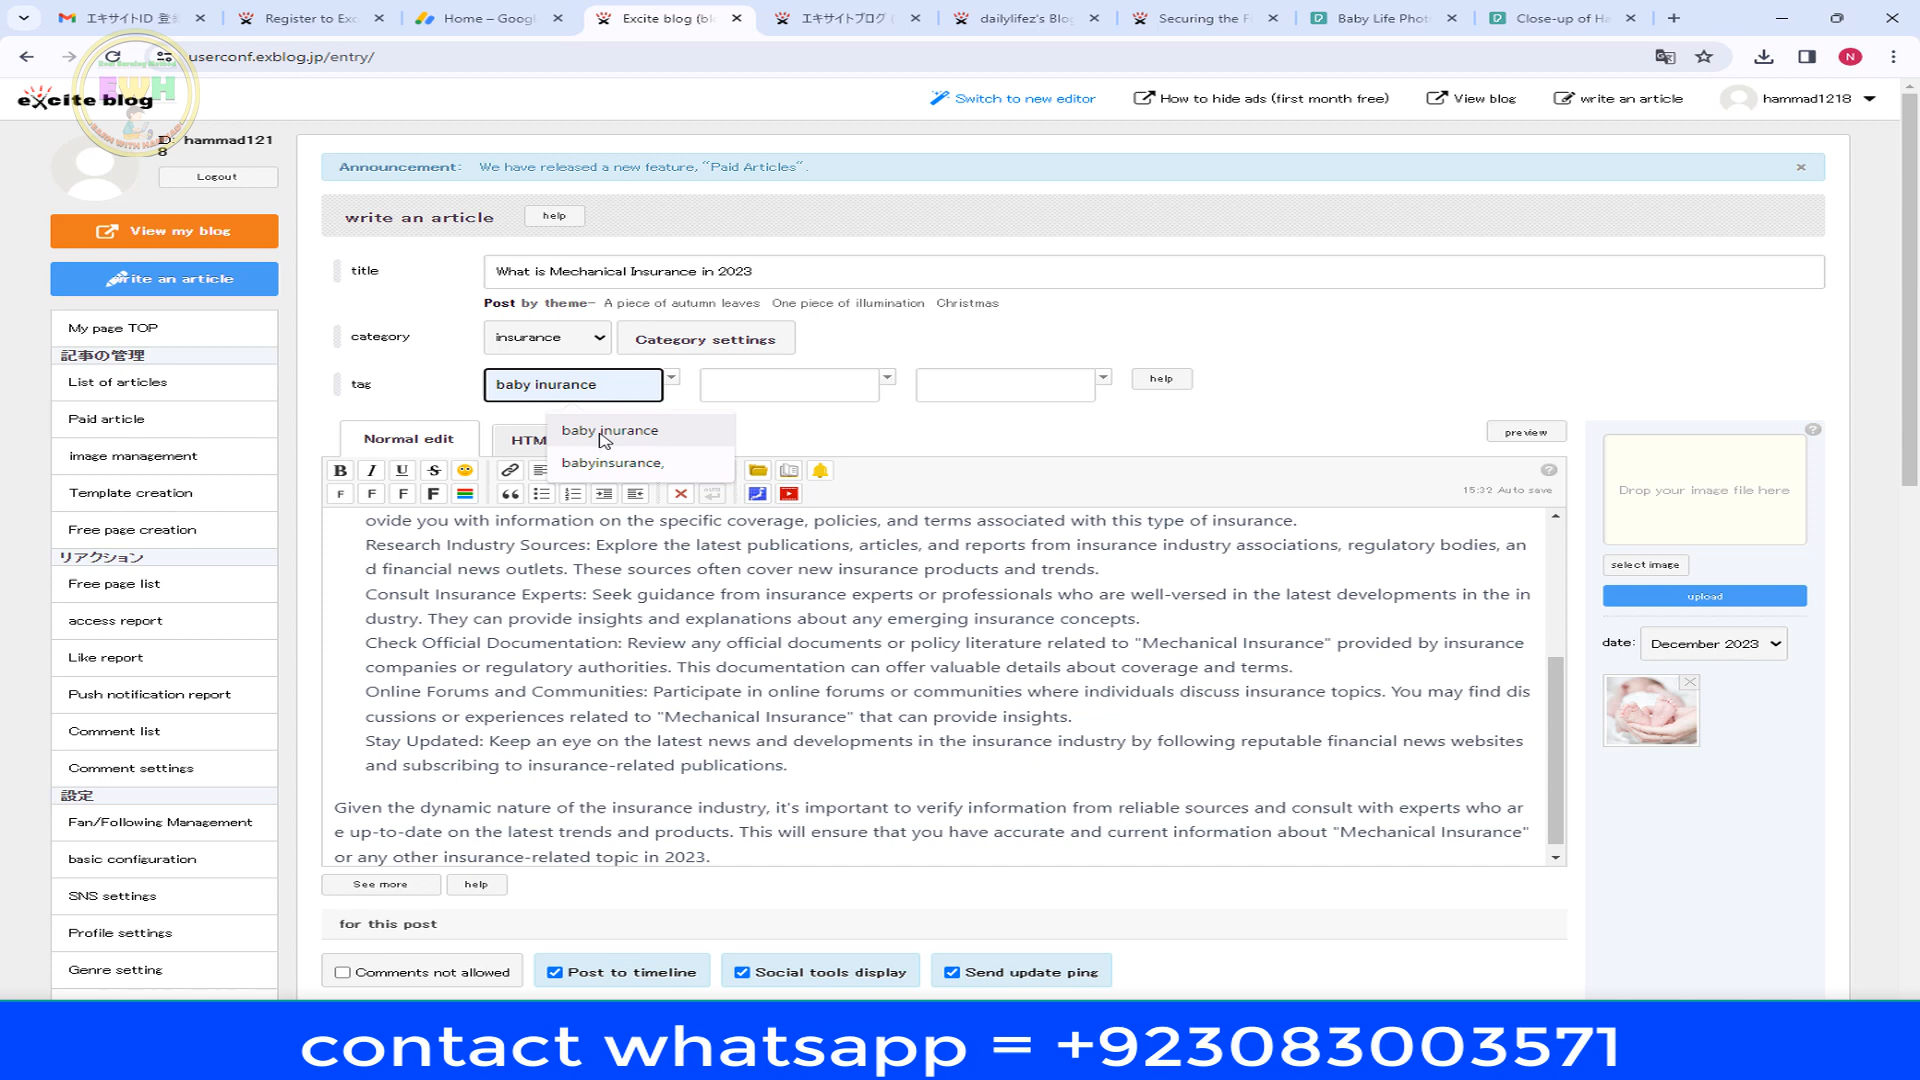 エキサイトID 登
Register to Exc
Home – Googl
Excite blog (blo
エキサイトブログ (
dailylifez's Blo
Securing the F
Baby Life Phot
Close-up of Ha
userconf.exblog.jp/entry/
N
EWH
LEARN WITH HAMMAD
excite blog
Switch to new editor
How to hide ads (first month free)
View blog
write an article
hammad1218
D: hammad121
8
Logout
View my blog
write an article
My page TOP
記事の管理
List of articles
Paid article
image management
Template creation
Free page creation
リアクション
Free page list
access report
Like report
Push notification report
Comment list
Comment settings
設定
Fan/Following Management
basic configuration
SNS settings
Profile settings
Genre setting
Announcement: We have released a new feature, "Paid Articles".
write an article
help
title
What is Mechanical Insurance in 2023
Post by theme– A piece of autumn leaves One piece of illumination Christmas
category
insurance
Category settings
tag
baby inurance
help
baby inurance
babyinsurance,
Normal edit
HTM
preview
15:32 Auto save
ovide you with information on the specific coverage, policies, and terms associated with this type of insurance.
Research Industry Sources: Explore the latest publications, articles, and reports from insurance industry associations, regulatory bodies, an
d financial news outlets. These sources often cover new insurance products and trends.
Consult Insurance Experts: Seek guidance from insurance experts or professionals who are well-versed in the latest developments in the in
dustry. They can provide insights and explanations about any emerging insurance concepts.
Check Official Documentation: Review any official documents or policy literature related to "Mechanical Insurance" provided by insurance
companies or regulatory authorities. This documentation can offer valuable details about coverage and terms.
Online Forums and Communities: Participate in online forums or communities where individuals discuss insurance topics. You may find dis
cussions or experiences related to "Mechanical Insurance" that can provide insights.
Stay Updated: Keep an eye on the latest news and developments in the insurance industry by following reputable financial news websites
and subscribing to insurance-related publications.
Given the dynamic nature of the insurance industry, it's important to verify information from reliable sources and consult with experts who ar
e up-to-date on the latest trends and products. This will ensure that you have accurate and current information about "Mechanical Insurance"
or any other insurance-related topic in 2023.
See more
help
for this post
Comments not allowed
Post to timeline
Social tools display
Send update ping
Drop your image file here
select image
upload
date:
December 2023
contact whatsapp = +923083003571